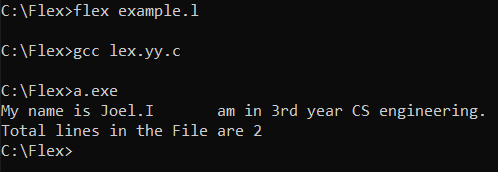 C:\Flex>flex example.l
C:\Flex>gcc lex.yy.c
C:\Flex>a.exe
My name is Joel.I      am in 3rd year CS engineering.
Total lines in the File are 2
C:\Flex>